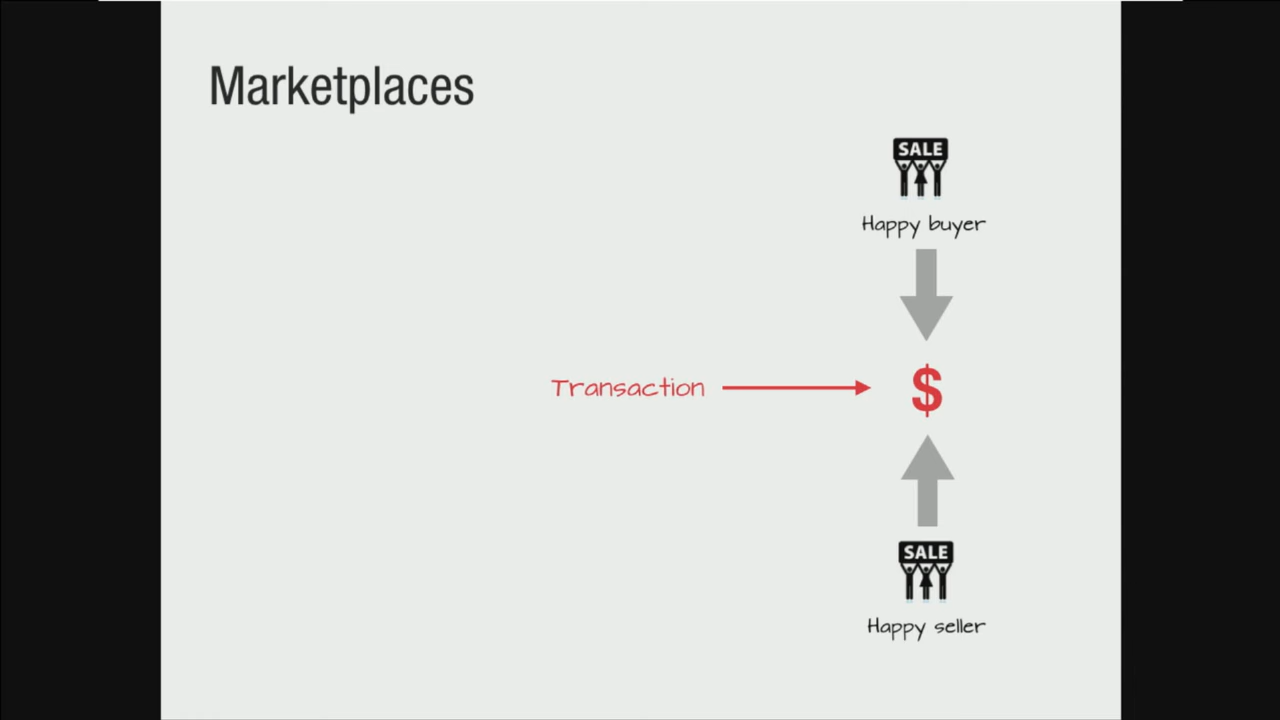 Marketplaces
SALE
Happy buyer
Transaction
$
SALE
Happy seller